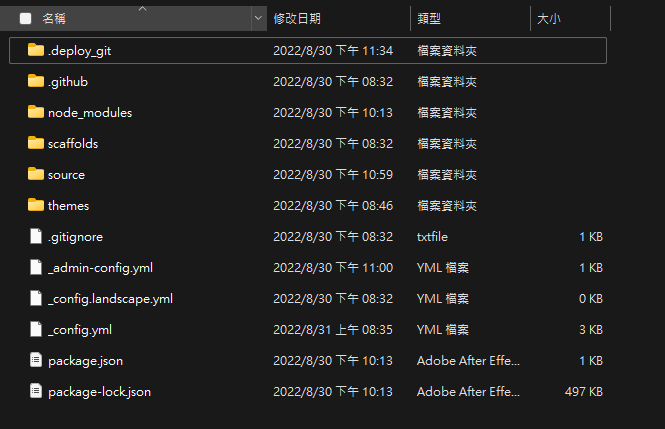 名稱 修改日期 類型 大小
.deploy_git 2022/8/30 下午 11:34 檔案資料夾
.github 2022/8/30 下午 08:32 檔案資料夾
node_modules 2022/8/30 下午 10:13 檔案資料夾
scaffolds 2022/8/30 下午 08:32 檔案資料夾
source 2022/8/30 下午 10:59 檔案資料夾
themes 2022/8/30 下午 08:46 檔案資料夾
.gitignore 2022/8/30 下午 08:32 txtfile 1 KB
_admin-config.yml 2022/8/30 下午 11:00 YML 檔案 1 KB
_config.landscape.yml 2022/8/30 下午 08:32 YML 檔案 0 KB
_config.yml 2022/8/31 上午 08:35 YML 檔案 3 KB
package.json 2022/8/30 下午 10:13 Adobe After Effe... 1 KB
package-lock.json 2022/8/30 下午 10:13 Adobe After Effe... 497 KB